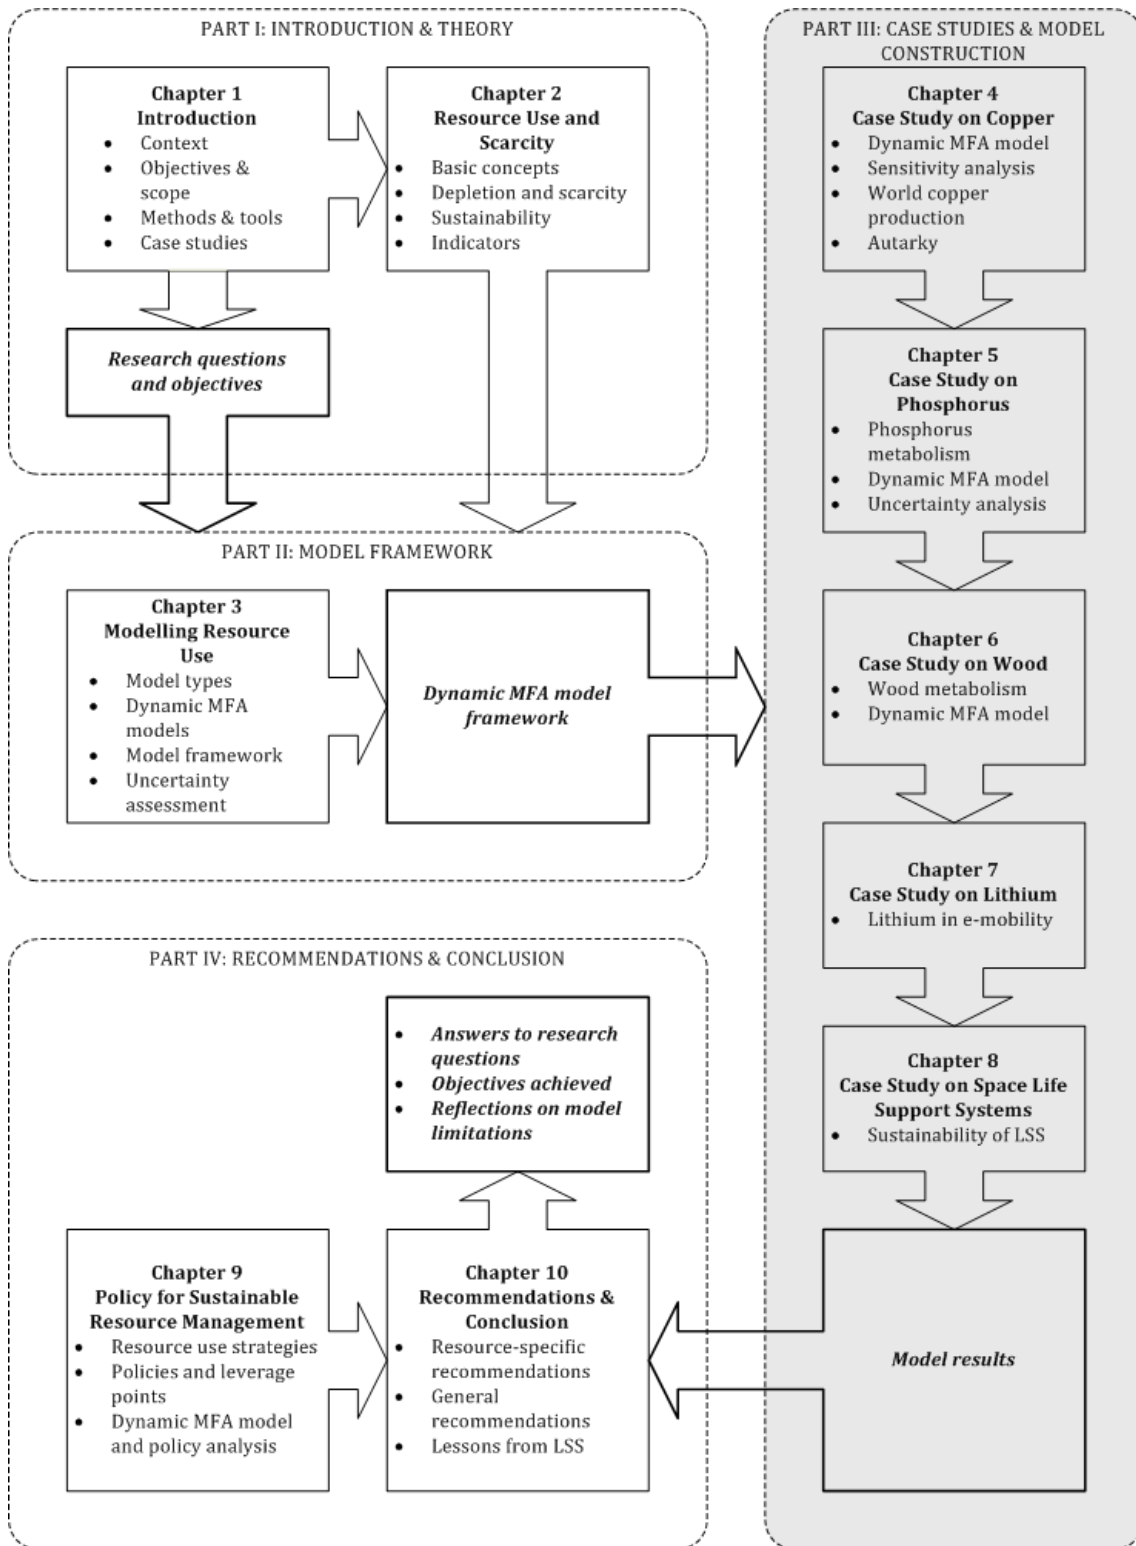 PART I: INTRODUCTION & THEORY
Chapter 1
Introduction
• Context
• Objectives &
scope
• Methods & tools
• Case studies
Chapter 2
Resource Use and
Scarcity
• Basic concepts
• Depletion and scarcity
• Sustainability
• Indicators
Research questions
and objectives
PART II: MODEL FRAMEWORK
Chapter 3
Modelling Resource
Use
• Model types
• Dynamic MFA
models
• Model framework
• Uncertainty
assessment
Dynamic MFA model
framework
PART III: CASE STUDIES & MODEL
CONSTRUCTION
Chapter 4
Case Study on Copper
• Dynamic MFA model
• Sensitivity analysis
• World copper
production
• Autarky
Chapter 5
Case Study on
Phosphorus
• Phosphorus
metabolism
• Dynamic MFA model
• Uncertainty analysis
Chapter 6
Case Study on Wood
• Wood metabolism
• Dynamic MFA model
Chapter 7
Case Study on Lithium
• Lithium in e-mobility
Chapter 8
Case Study on Space Life
Support Systems
• Sustainability of LSS
Model results
PART IV: RECOMMENDATIONS & CONCLUSION
• Answers to research
questions
• Objectives achieved
• Reflections on model
limitations
Chapter 9
Policy for Sustainable
Resource Management
• Resource use strategies
• Policies and leverage
points
• Dynamic MFA model
and policy analysis
Chapter 10
Recommendations &
Conclusion
• Resource-specific
recommendations
• General
recommendations
• Lessons from LSS